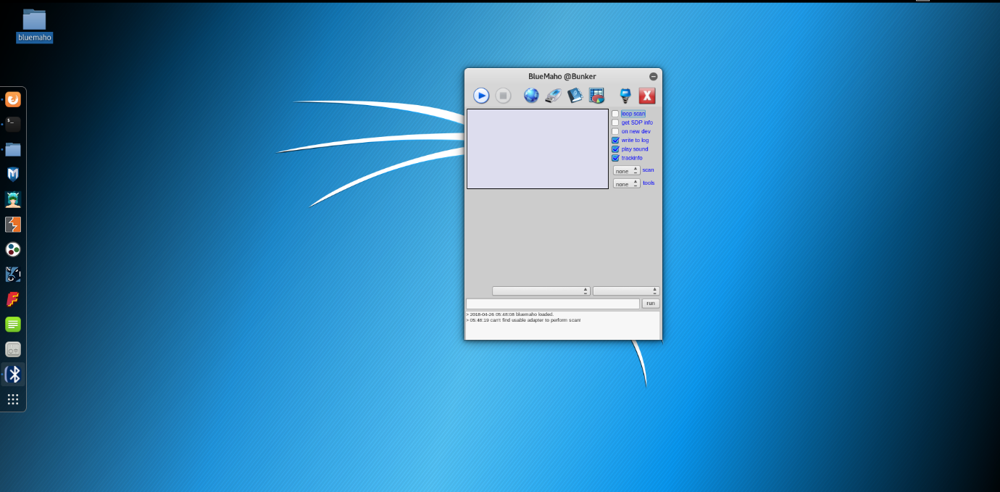 bluemaho
BlueMaho @Bunker
X
loop scan
get SDP info
on new dev
write to log
play sound
trackinfo
none scan
none tools
run
> 2018-04-26 05:48:08 bluemaho loaded.
> 05:48:19 can't find usable adapter to perform scan!